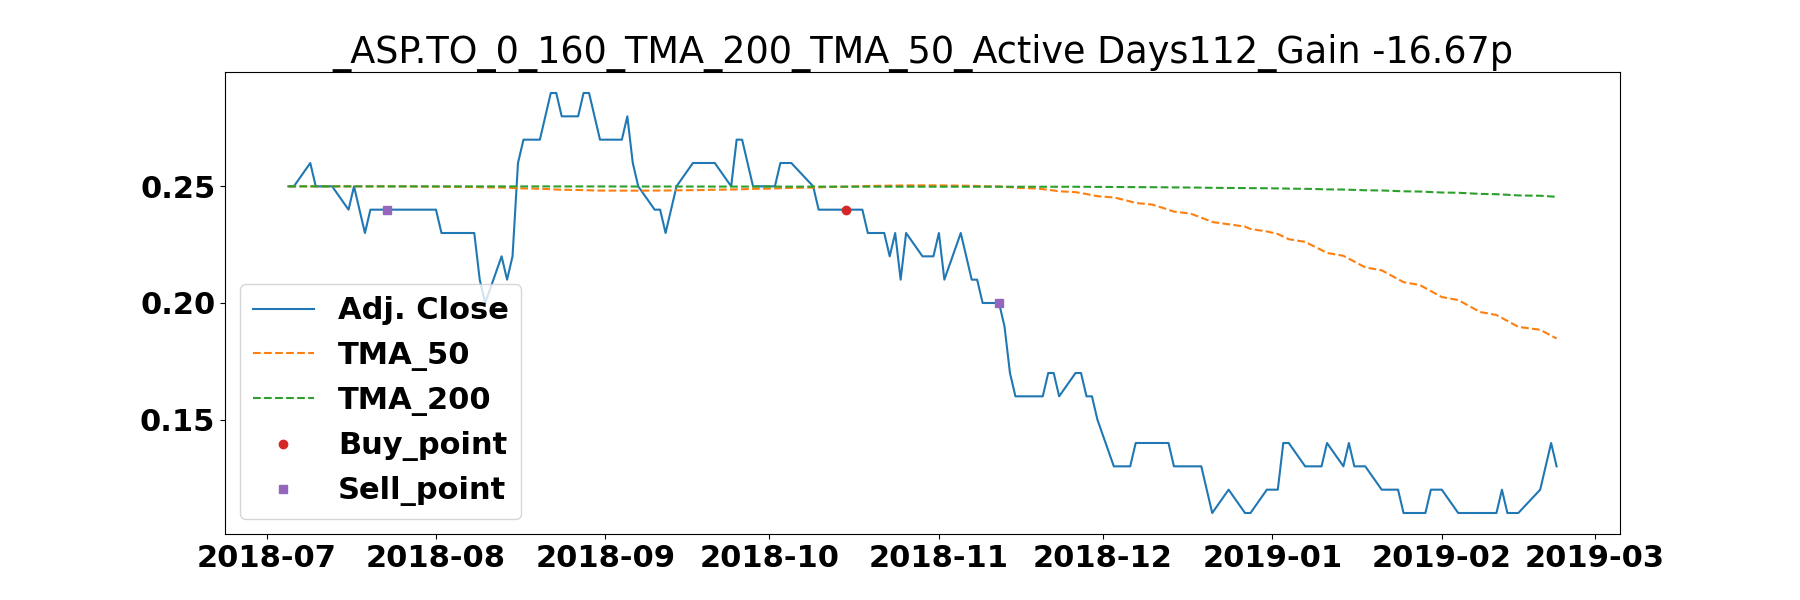 _ASP.TO_0_160_TMA_200_TMA_50_Active Days112_Gain -16.67p
0.25
0.20
0.15
Adj. Close
TMA_50
TMA_200
Buy_point
Sell_point
2018-07 2018-08 2018-09 2018-10 2018-11 2018-12 2019-01 2019-02 2019-03